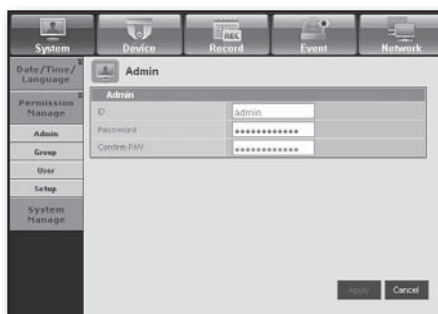 System Device Record Event Network
REC
Date/Time/
Language
Admin
Permission
Manage
Admin
ID admin
Password ************
Confirm P/W ************
Admin
Group
User
Setup
System
Manage
Apply Cancel